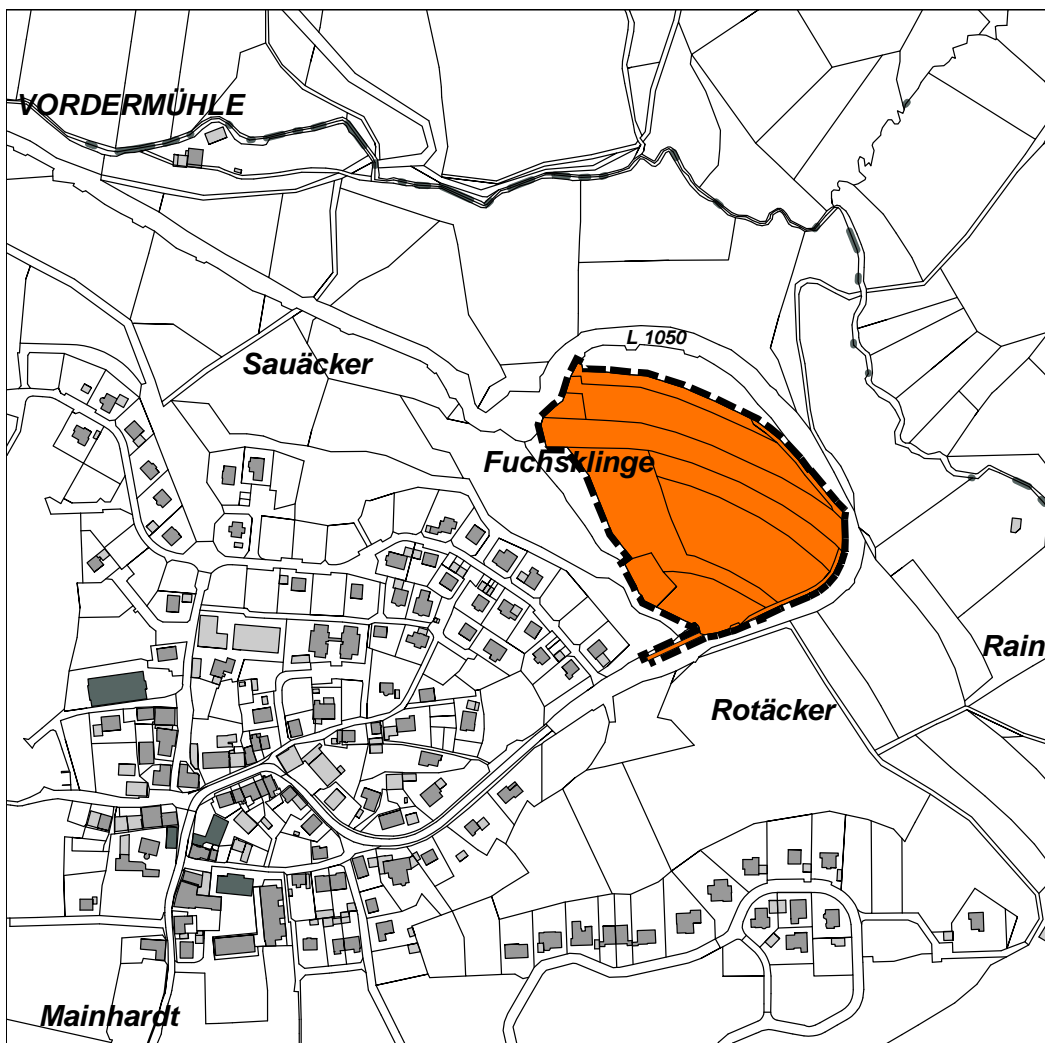 VORDERMÜHLE
L 1050
Sauäcker
Fuchsklinge
Rain
Rotäcker
Mainhardt